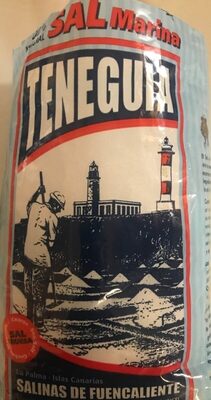 SAL Marina
TENEGUIA
SAL
La Palma - Islas Canarias
SALINAS DE FUENCALIENTE